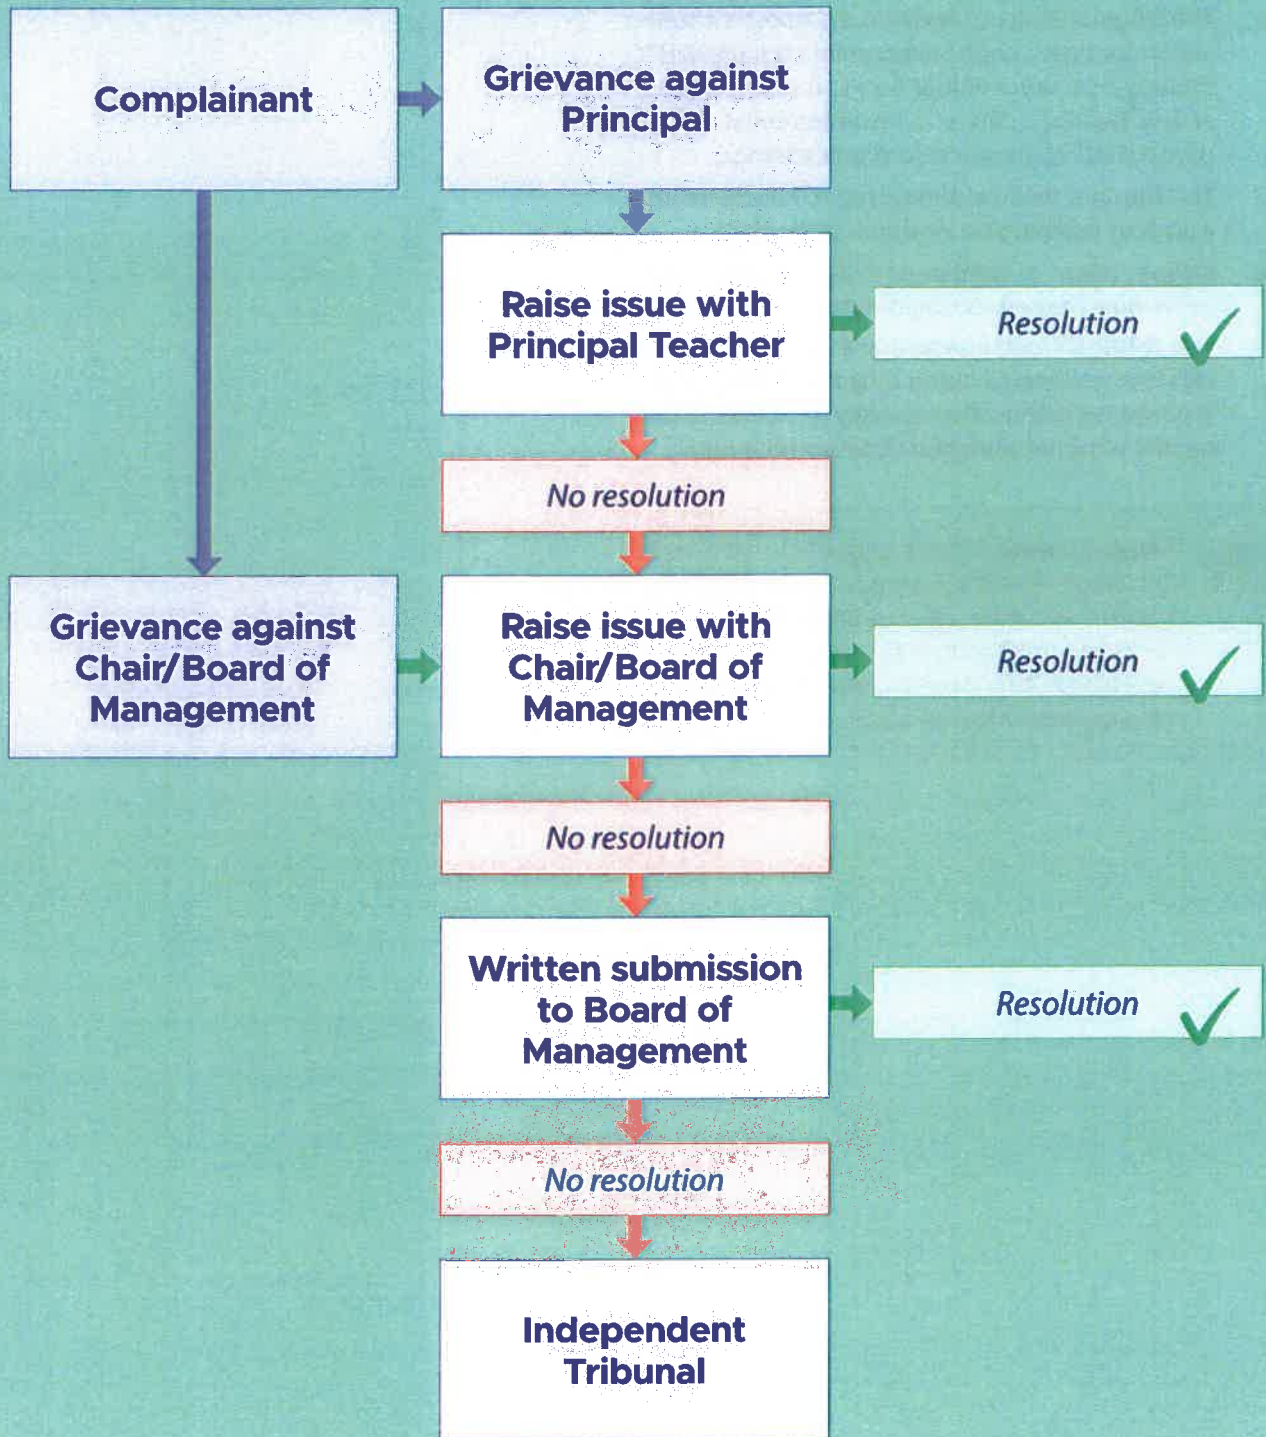 Complainant
Grievance against
Principal
Raise issue with
Principal Teacher
Resolution
No resolution
Grievance against
Chair/Board of
Management
Raise issue with
Chair/Board of
Management
Resolution
No resolution
Written submission
to Board of
Management
Resolution
No resolution
Independent
Tribunal